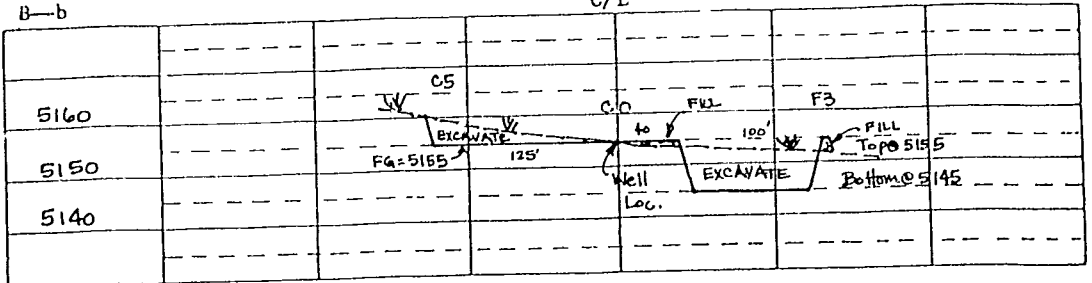 B—b
C/L
C5
C.O
Fill
F3
5160
EXCAVATE
40
100'
FILL
Top@ 5155
FG=5155
125'
5150
Well
Loc.
EXCAVATE
Bottom@ 5145
5140